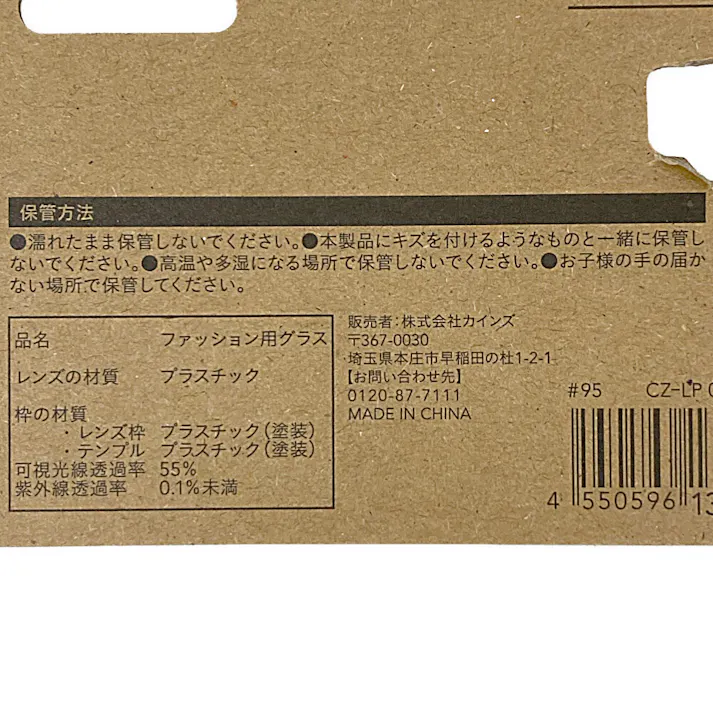 保管方法
●濡れたまま保管しないでください。●本製品にキズを付けるようなものと一緒に保管し
ないでください。●高温や多湿になる場所で保管しないでください。●お子様の手の届か
ない場所で保管してください。
品名 ファッション用グラス
レンズの材質 プラスチック
枠の材質
・レンズ枠 プラスチック(塗装)
・テンプル プラスチック(塗装)
可視光線透過率 55%
紫外線透過率 0.1%未満
販売者:株式会社カインズ
〒367-0030
埼玉県本庄市早稲田の杜1-2-1
【お問い合わせ先】
0120-87-7111
MADE IN CHINA
#95 CZ-LP
4 550596 13